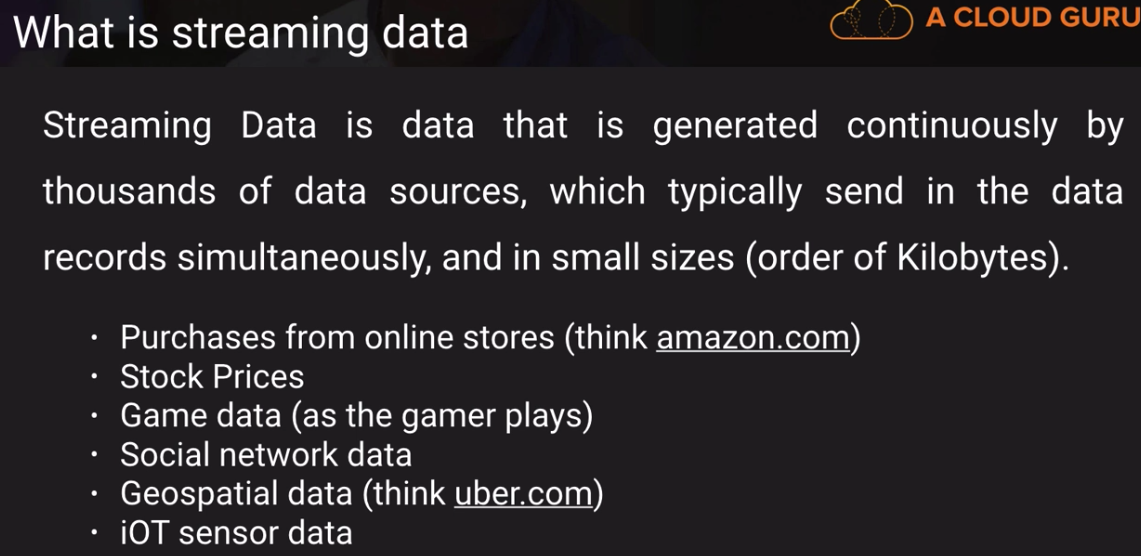 What is streaming data
A CLOUD GURU
Streaming Data is data that is generated continuously by
thousands of data sources, which typically send in the data
records simultaneously, and in small sizes (order of Kilobytes).
· Purchases from online stores (think amazon.com)
· Stock Prices
· Game data (as the gamer plays)
· Social network data
· Geospatial data (think uber.com)
· iOT sensor data